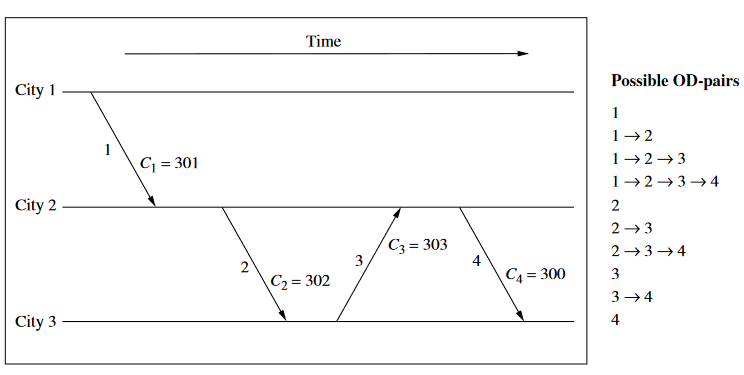 Time
City 1
1
C₁ = 301
City 2
2
C₂ = 302
3
C₃ = 303
4
C₄ = 300
City 3
Possible OD-pairs
1
1 → 2
1 → 2 → 3
1 → 2 → 3 → 4
2
2 → 3
2 → 3 → 4
3
3 → 4
4